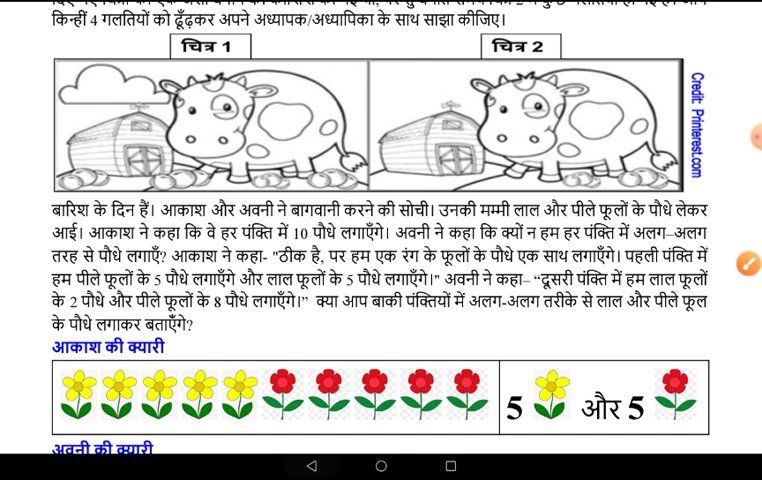 किन्हीं 4 गलतियों को ढूँढ़कर अपने अध्यापक/अध्यापिका के साथ साझा कीजिए।
चित्र 1
चित्र 2
Credit: Printerest.com
बारिश के दिन हैं। आकाश और अवनी ने बागवानी करने की सोची। उनकी मम्मी लाल और पीले फूलों के पौधे लेकर
आई। आकाश ने कहा कि वे हर पंक्ति में 10 पौधे लगाएँगे। अवनी ने कहा कि क्यों न हम हर पंक्ति में अलग–अलग
तरह से पौधे लगाएँ? आकाश ने कहा- "ठीक है, पर हम एक रंग के फूलों के पौधे एक साथ लगाएँगे। पहली पंक्ति में
हम पीले फूलों के 5 पौधे लगाएँगे और लाल फूलों के 5 पौधे लगाएँगे।" अवनी ने कहा– “दूसरी पंक्ति में हम लाल फूलों
के 2 पौधे और पीले फूलों के 8 पौधे लगाएँगे।” क्या आप बाकी पंक्तियों में अलग-अलग तरीके से लाल और पीले फूल
के पौधे लगाकर बताएँगे?
आकाश की क्यारी
5 और 5
अवनी की क्यारी